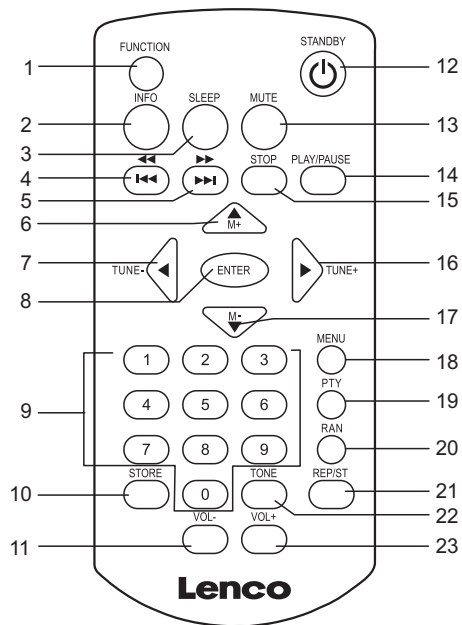 FUNCTION
STANDBY
1
12
INFO
SLEEP
MUTE
2
13
3
4
STOP
PLAY/PAUSE
14
5
15
6
M+
7
TUNE-
TUNE+
16
8
ENTER
M-
17
MENU
18
1 2 3
9
PTY
19
4 5 6
RAN
20
7 8 9
STORE
TONE
REP/ST
10
0
21
22
VOL-
VOL+
11
23
Lenco